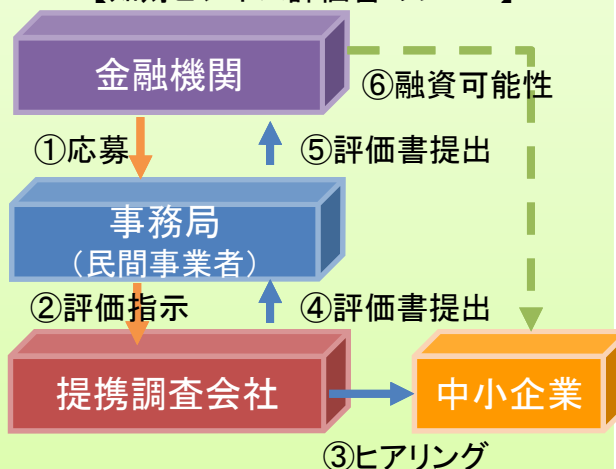 金融機関
⑥融資可能性
①応募
⑤評価書提出
事務局
（民間事業者）
②評価指示
④評価書提出
提携調査会社
中小企業
③ヒアリング